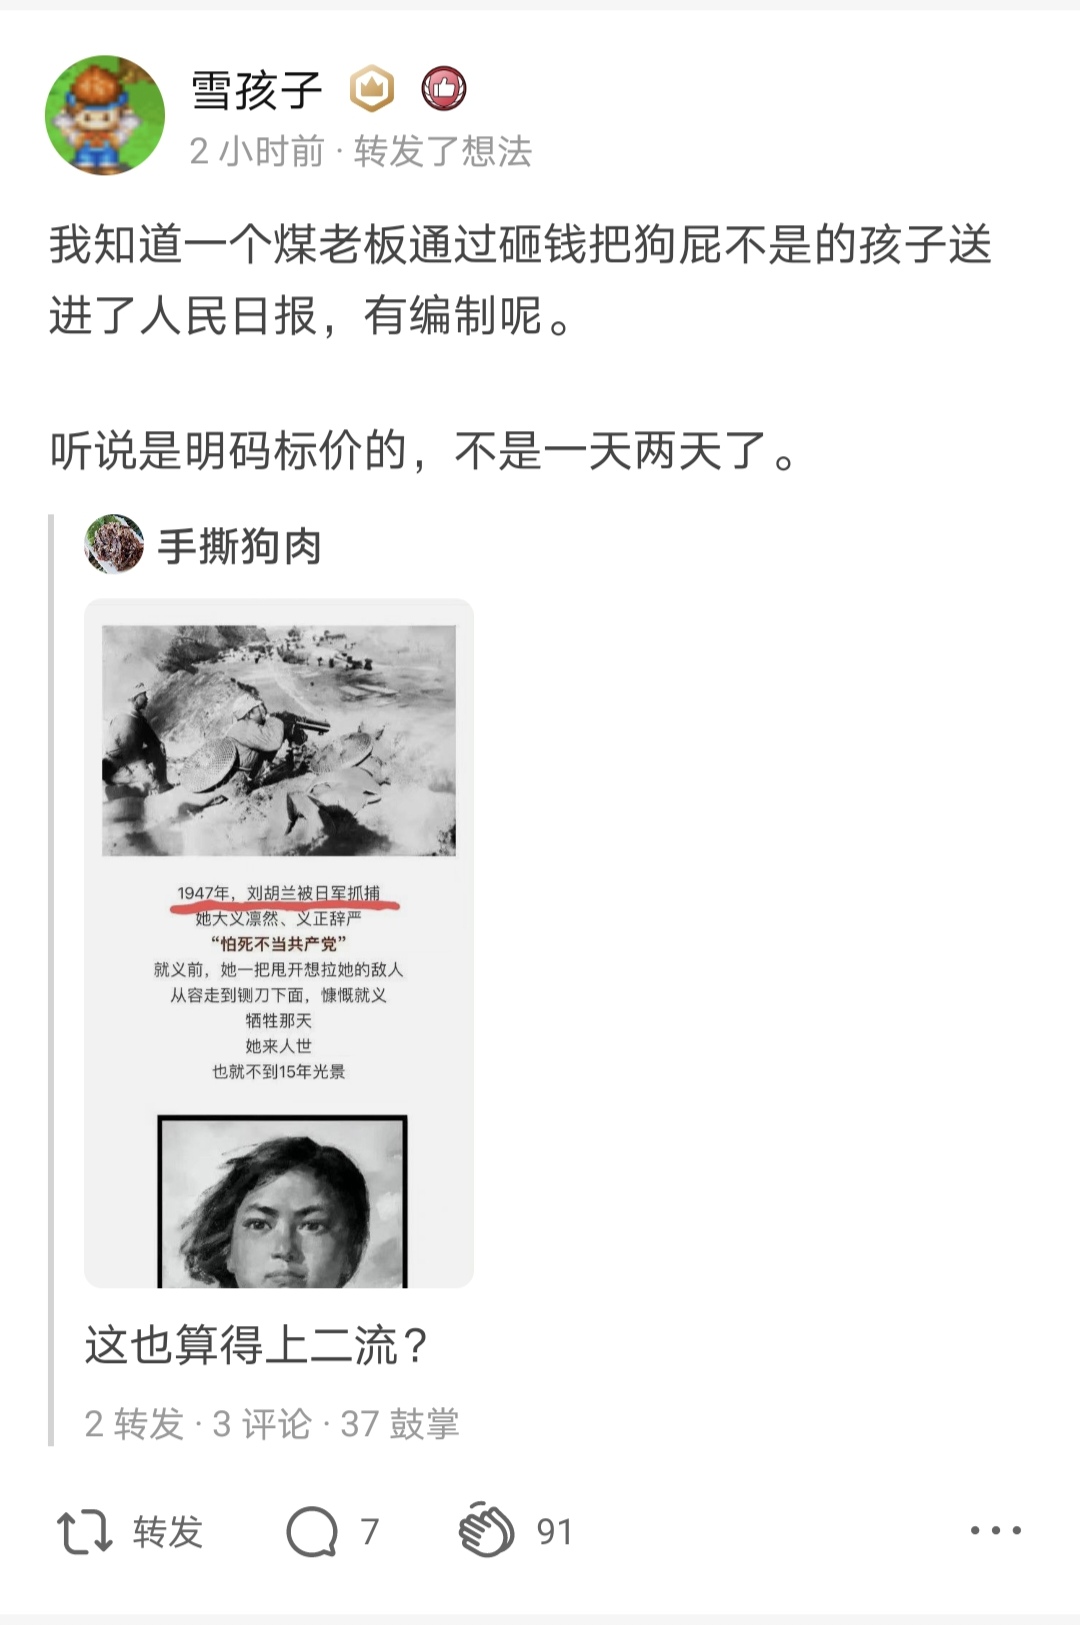 雪孩子
2 小时前 · 转发了想法
我知道一个煤老板通过砸钱把狗屁不是的孩子送
进了人民日报，有编制呢。
听说是明码标价的，不是一天两天了。
手撕狗肉
1947年，刘胡兰被日军抓捕
她大义凛然、义正辞严
“怕死不当共产党”
就义前，她一把甩开想拉她的敌人
从容走到铡刀下面，慷慨就义
牺牲那天
她来人世
也就不到15年光景
这也算得上二流？
2 转发 · 3 评论 · 37 鼓掌
转发 7 91